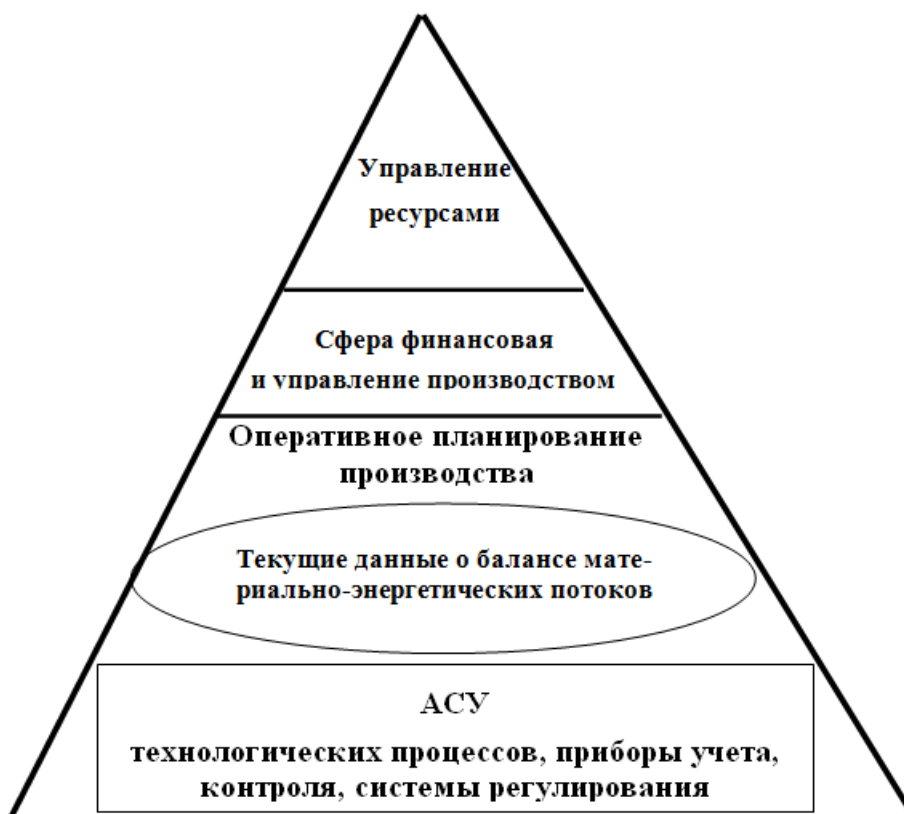 Управление
ресурсами
Сфера финансовая
и управление производством
Оперативное планирование
производства
Текущие данные о балансе мате-
риально-энергетических потоков
АСУ
технологических процессов, приборы учета,
контроля, системы регулирования